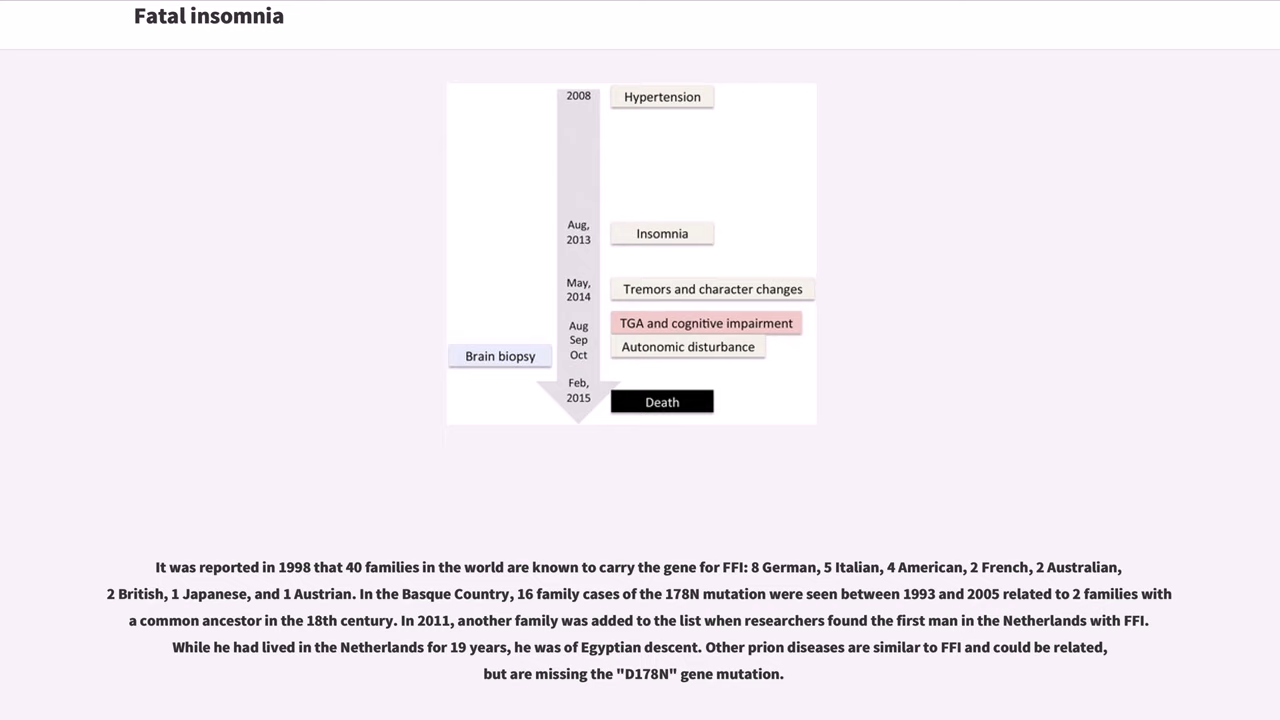 Fatal insomnia
2008
Hypertension
Aug,
2013
Insomnia
May,
2014
Tremors and character changes
Aug
Sep
Oct
TGA and cognitive impairment
Autonomic disturbance
Brain biopsy
Feb,
2015
Death
It was reported in 1998 that 40 families in the world are known to carry the gene for FFI: 8 German, 5 Italian, 4 American, 2 French, 2 Australian,
2 British, 1 Japanese, and 1 Austrian. In the Basque Country, 16 family cases of the 178N mutation were seen between 1993 and 2005 related to 2 families with
a common ancestor in the 18th century. In 2011, another family was added to the list when researchers found the first man in the Netherlands with FFI.
While he had lived in the Netherlands for 19 years, he was of Egyptian descent. Other prion diseases are similar to FFI and could be related,
but are missing the "D178N" gene mutation.